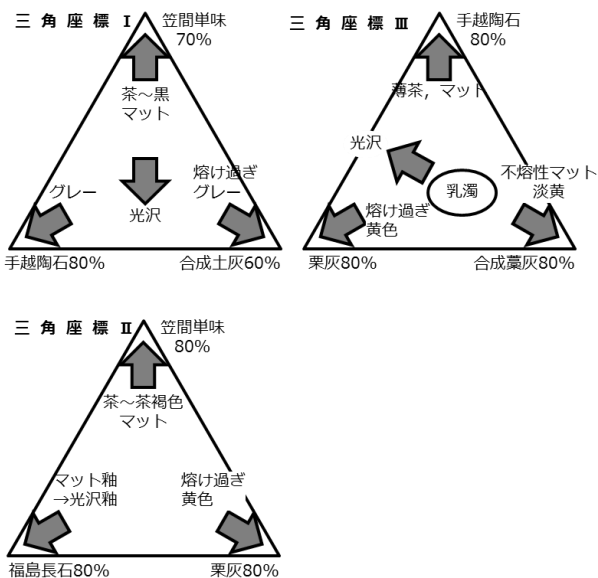 三角座標Ⅰ
笠間単味
70％
茶～黒
マット
グレー
光沢
熔け過ぎ
グレー
手越陶石80％
合成土灰60％
三角座標Ⅲ
手越陶石
80％
薄茶，マット
光沢
乳濁
不熔性マット
淡黄
熔け過ぎ
黄色
栗灰80％
合成藁灰80％
三角座標Ⅱ
笠間単味
80％
茶～茶褐色
マット
マット釉
→光沢釉
熔け過ぎ
黄色
福島長石80％
栗灰80％